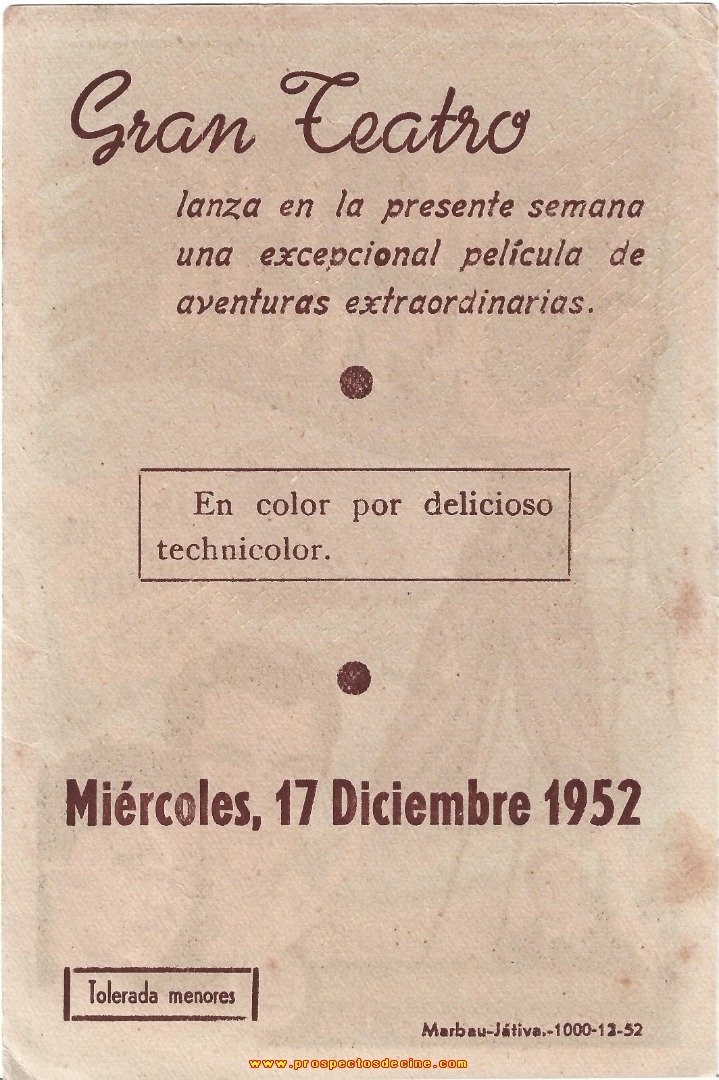 Gran Teatro
lanza en la presente semana
una excepcional película de
aventuras extraordinarias.
En color por delicioso
technicolor.
Miércoles, 17 Diciembre 1952
Tolerada menores
Marbau-Játiva.-1000-12-52
www.prospectosdecine.com